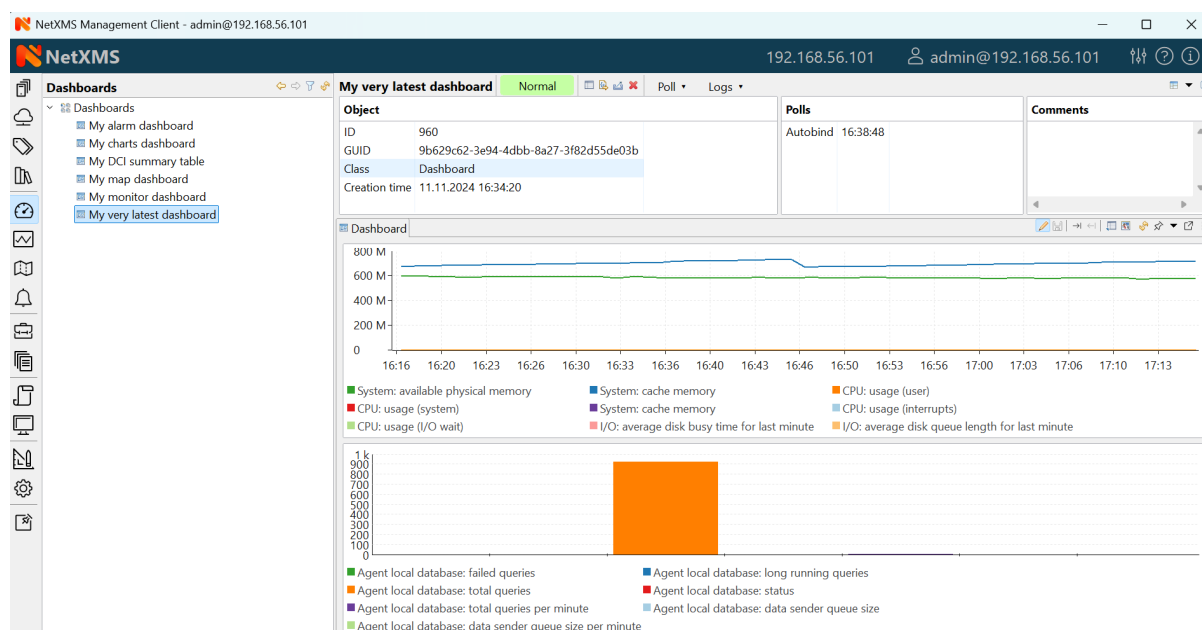 NetXMS Management Client - admin@192.168.56.101
NetXMS
192.168.56.101
admin@192.168.56.101
Dashboards
Dashboards
My alarm dashboard
My charts dashboard
My DCI summary table
My map dashboard
My monitor dashboard
My very latest dashboard
My very latest dashboard
Normal
Poll
Logs
Object
ID 960
GUID 9b629c62-3e94-4dbb-8a27-3f82d55de03b
Class Dashboard
Creation time 11.11.2024 16:34:20
Polls
Autobind 16:38:48
Comments
Dashboard
800 M
600 M
400 M
200 M
0
16:16 16:20 16:23 16:26 16:30 16:33 16:36 16:40 16:43 16:46 16:50 16:53 16:56 17:00 17:03 17:06 17:10 17:13
System: available physical memory System: cache memory CPU: usage (user)
CPU: usage (system) System: cache memory CPU: usage (interrupts)
CPU: usage (I/O wait) I/O: average disk busy time for last minute I/O: average disk queue length for last minute
1 k
900
800
700
600
500
400
300
200
100
0
Agent local database: failed queries Agent local database: long running queries
Agent local database: total queries Agent local database: status
Agent local database: total queries per minute Agent local database: data sender queue size
Agent local database: data sender queue size per minute